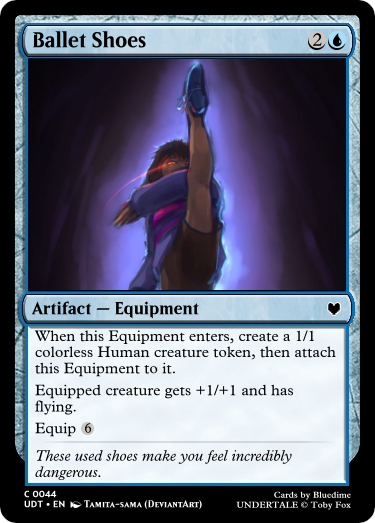 Ballet Shoes 2
Artifact — Equipment
When this Equipment enters, create a 1/1
colorless Human creature token, then attach
this Equipment to it.
Equipped creature gets +1/+1 and has
flying.
Equip 6
These used shoes make you feel incredibly
dangerous.
C 0044
UDT • EN Tamita-sama (DeviantArt)
Cards by Bluedime
UNDERTALE © Toby Fox